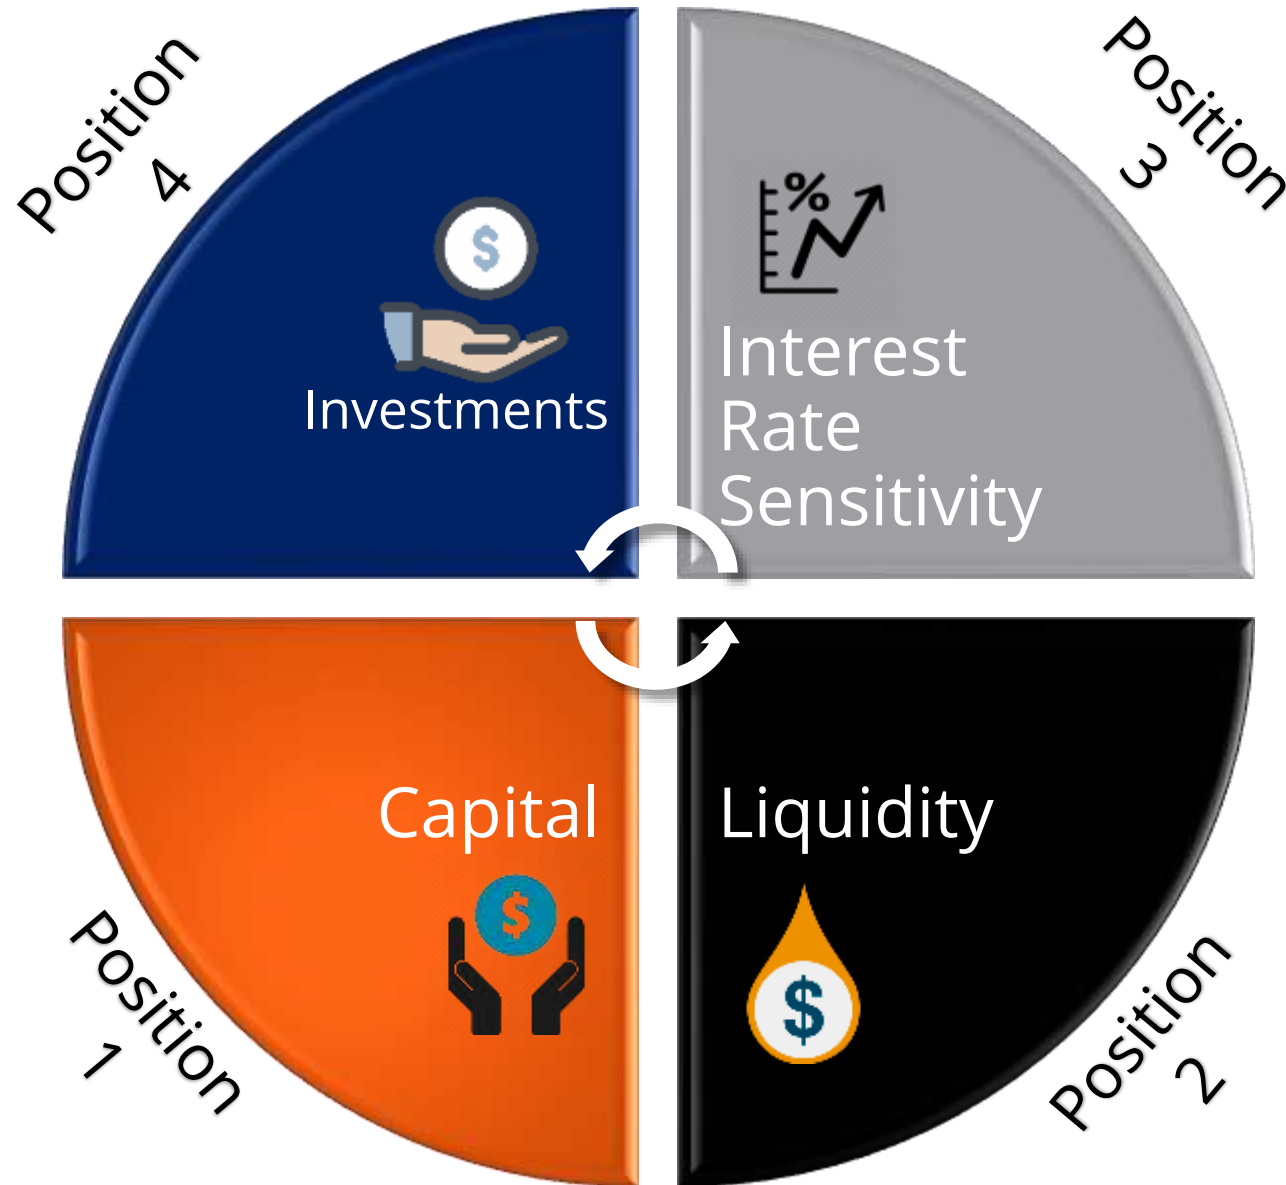 Position
4
Position
3
$
Investments
%
Interest
Rate
Sensitivity
Capital
$
Position
1
Liquidity
$
Position
2